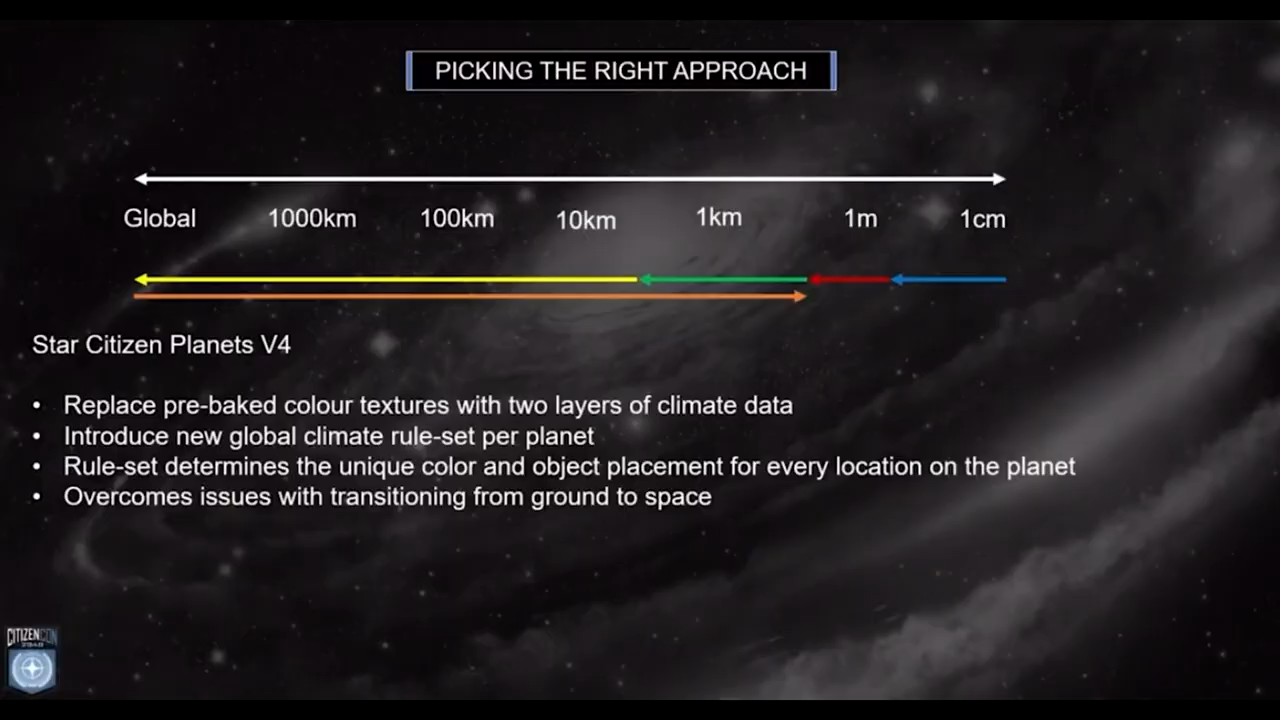 PICKING THE RIGHT APPROACH
Global 1000km 100km 10km 1km 1m 1cm
Star Citizen Planets V4
• Replace pre-baked colour textures with two layers of climate data
• Introduce new global climate rule-set per planet
• Rule-set determines the unique color and object placement for every location on the planet
• Overcomes issues with transitioning from ground to space
CITIZENCON